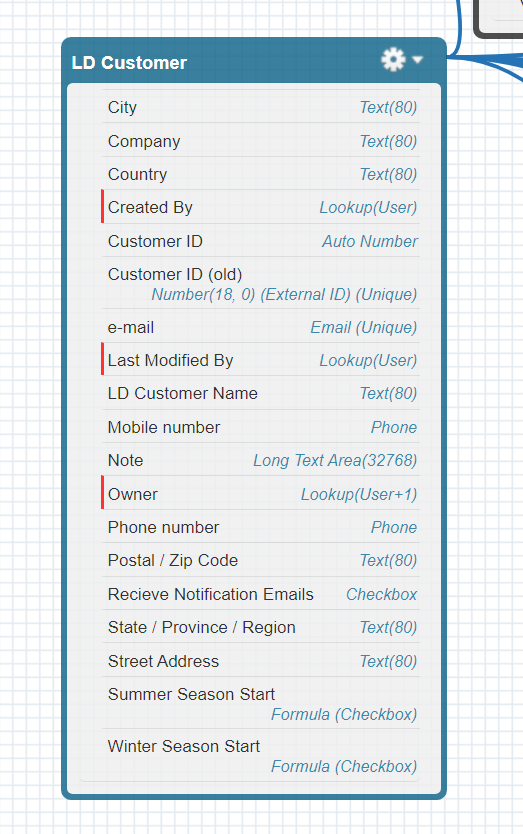 LD Customer
City Text(80)
Company Text(80)
Country Text(80)
Created By Lookup(User)
Customer ID Auto Number
Customer ID (old)
Number(18, 0) (External ID) (Unique)
e-mail Email (Unique)
Last Modified By Lookup(User)
LD Customer Name Text(80)
Mobile number Phone
Note Long Text Area(32768)
Owner Lookup(User+1)
Phone number Phone
Postal / Zip Code Text(80)
Recieve Notification Emails Checkbox
State / Province / Region Text(80)
Street Address Text(80)
Summer Season Start
Formula (Checkbox)
Winter Season Start
Formula (Checkbox)